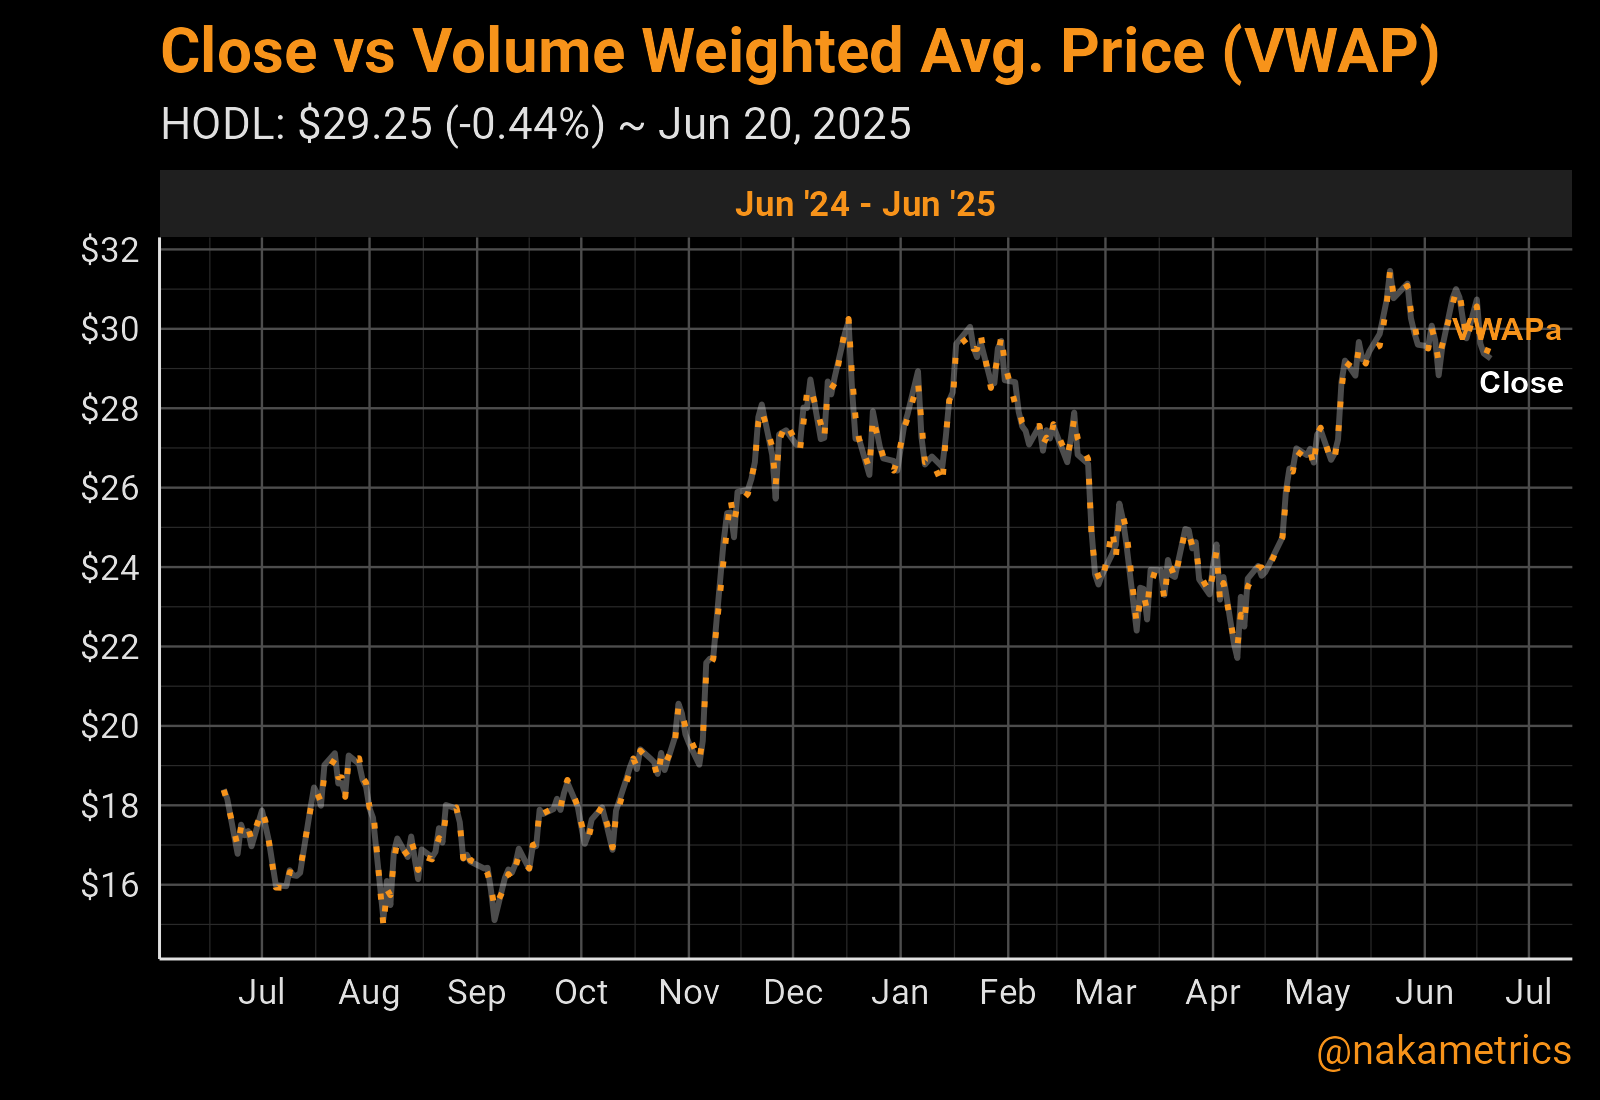 Close vs Volume Weighted Avg. Price (VWAP)
HODL: $29.25 (-0.44%) ~ Jun 20, 2025
Jun '24 - Jun '25
$32
$30
$28
$26
$24
$22
$20
$18
$16
VWAPa
Close
Jul Aug Sep Oct Nov Dec Jan Feb Mar Apr May Jun Jul
@nakametrics